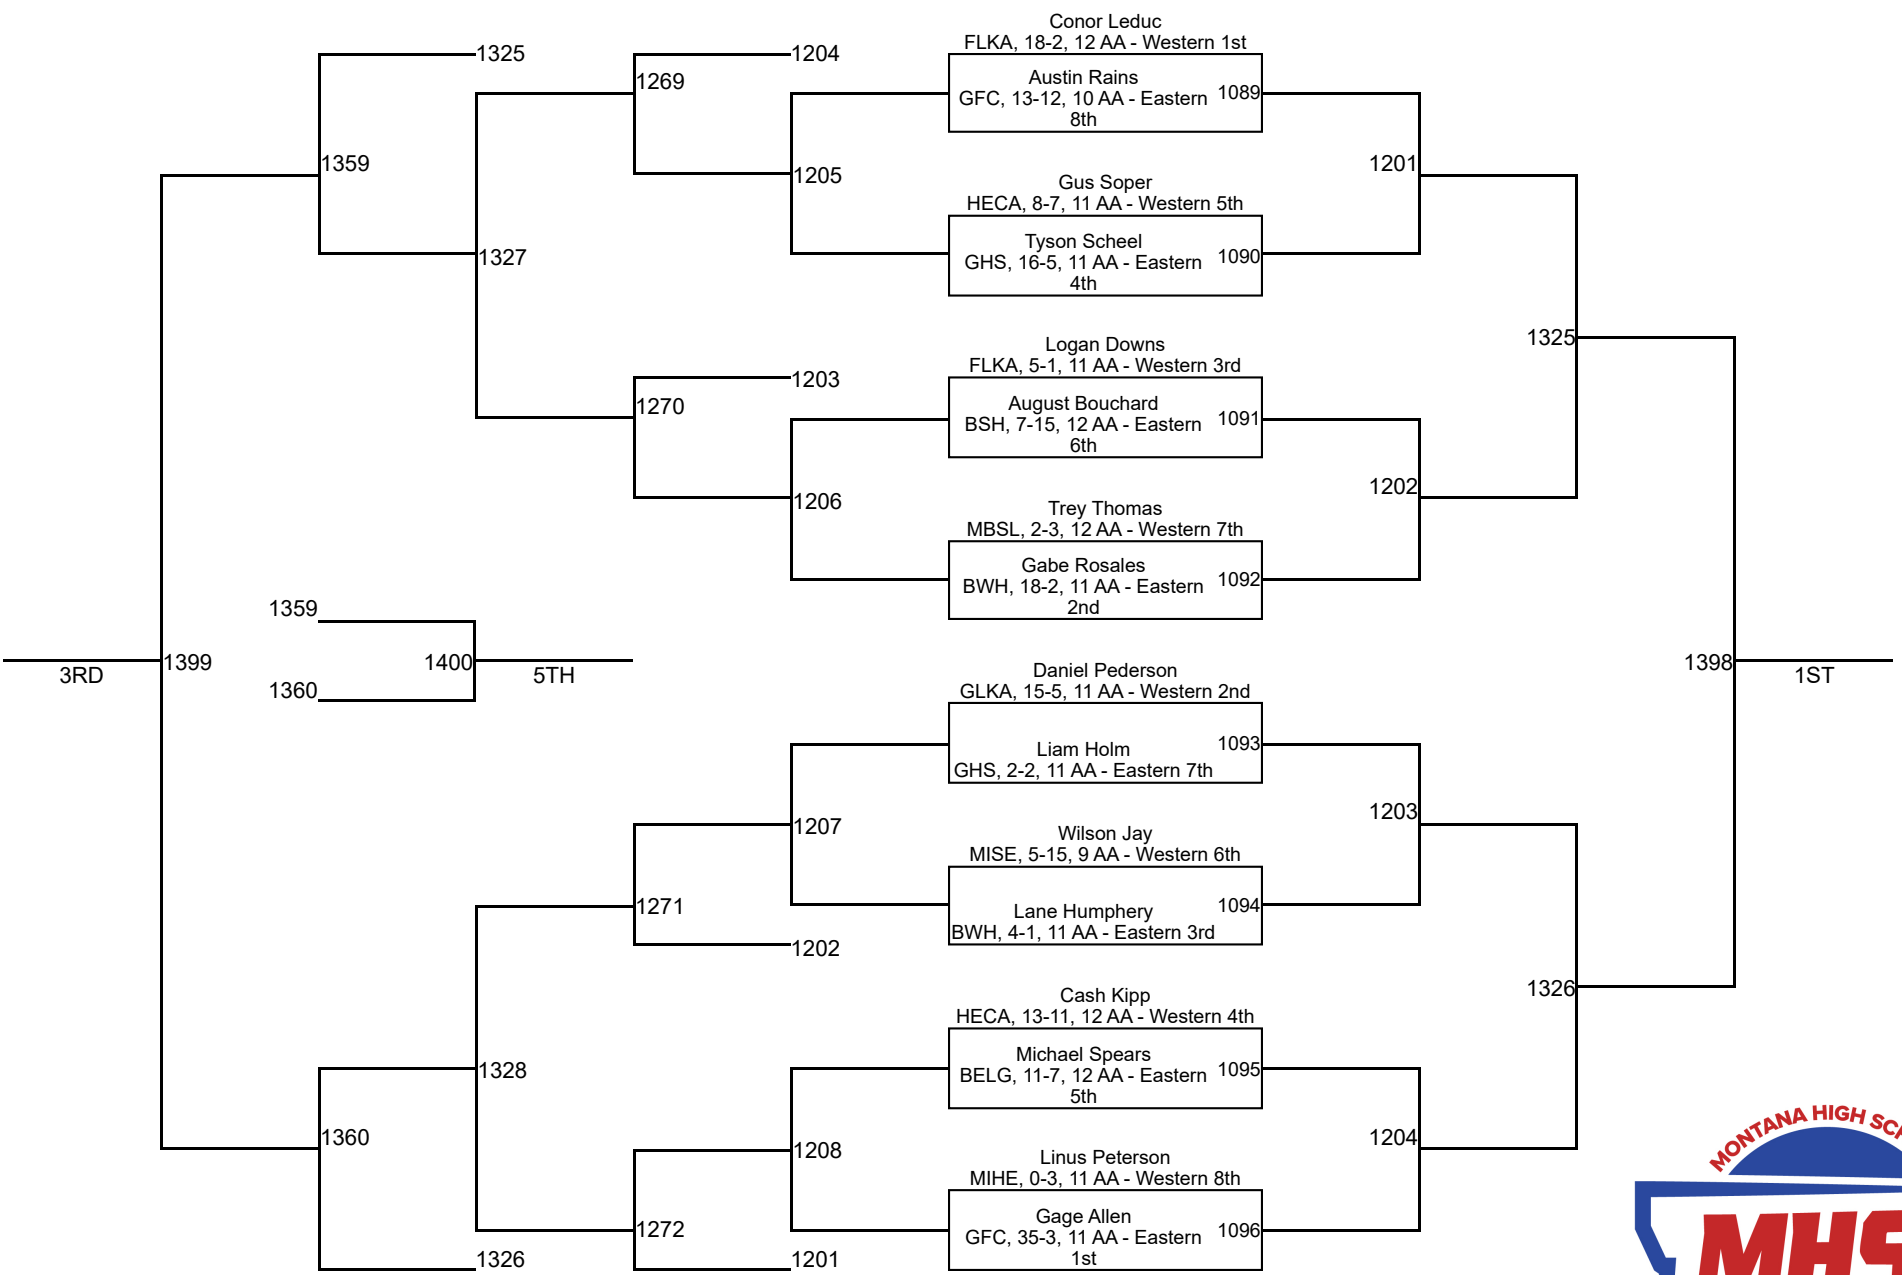 Conor Leduc
FLKA, 18-2, 12 AA - Western 1st
1325
1204
1269
Austin Rains
GFC, 13-12, 10 AA - Eastern
8th
1089
1359
1205
1201
Gus Soper
HECA, 8-7, 11 AA - Western 5th
1327
Tyson Scheel
GHS, 16-5, 11 AA - Eastern
4th
1090
1325
Logan Downs
FLKA, 5-1, 11 AA - Western 3rd
1203
1270
August Bouchard
BSH, 7-15, 12 AA - Eastern
6th
1091
1206
1202
Trey Thomas
MBSL, 2-3, 12 AA - Western 7th
Gabe Rosales
BWH, 18-2, 11 AA - Eastern
2nd
1092
1359
3RD
1399
1400
5TH
1360
1398
1ST
Daniel Pederson
GLKA, 15-5, 11 AA - Western 2nd
Liam Holm
GHS, 2-2, 11 AA - Eastern 7th
1093
1207
1203
Wilson Jay
MISE, 5-15, 9 AA - Western 6th
1271
Lane Humphery
BWH, 4-1, 11 AA - Eastern 3rd
1094
1202
1326
Cash Kipp
HECA, 13-11, 12 AA - Western 4th
1328
Michael Spears
BELG, 11-7, 12 AA - Eastern
5th
1095
1360
1208
1204
Linus Peterson
MIHE, 0-3, 11 AA - Western 8th
1272
Gage Allen
GFC, 35-3, 11 AA - Eastern
1st
1096
1326
1201
MONTANA HIGH SC
MHS